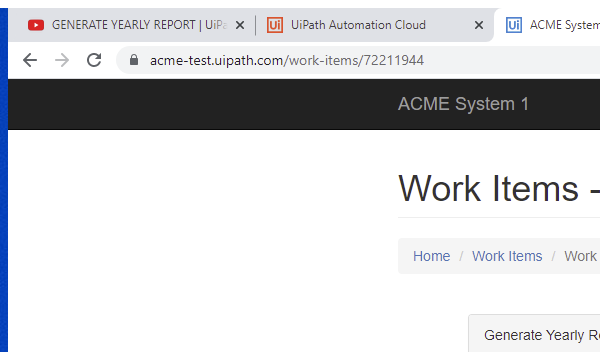 GENERATE YEARLY REPORT | UiPa
UiPath Automation Cloud
ACME System
acme-test.uipath.com/work-items/72211944
ACME System 1
Work Items -
Home / Work Items / Work
Generate Yearly R